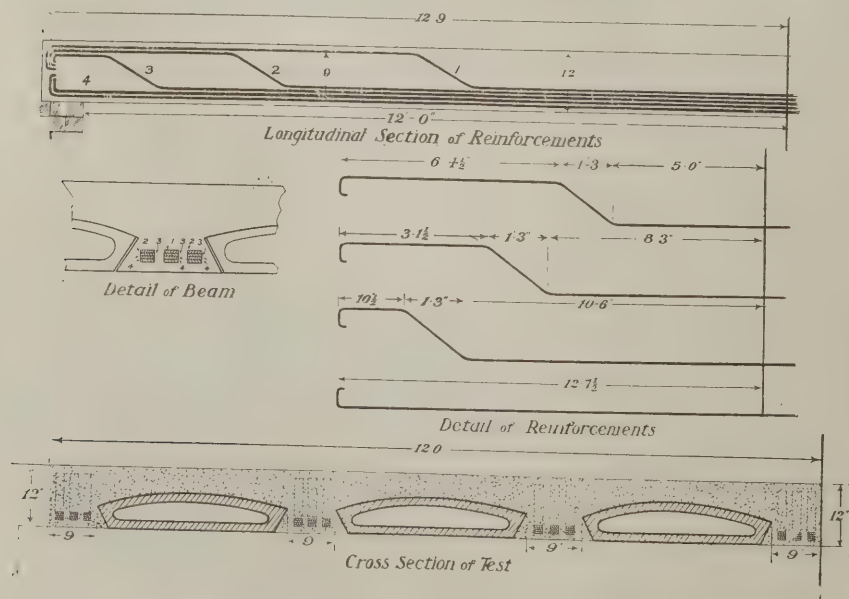 12 9
4 3 2 9 1 12
12'-0"
Longitudinal Section of Reinforcements
6 4½ 1'-3 5-0"
2 3 1 3 2 3
4 4 4
3-1½ 1'-3" 8'3"
Detail of Beam
10½ 1'-3" 10-6"
12 7½
Detail of Reinforcements
12 0
12" 12"
9 9 9 9
Cross Section of Test